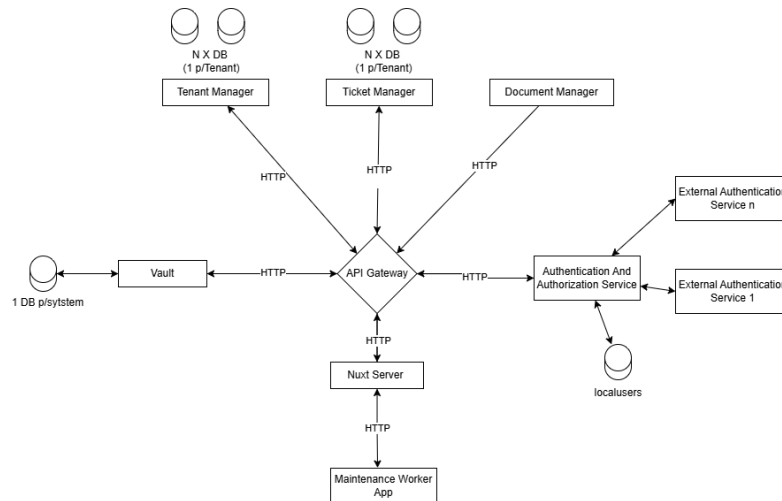 N X DB
(1 p/Tenant)
N X DB
(1 p/Tenant)
Tenant Manager
Ticket Manager
Document Manager
HTTP
HTTP
HTTP
External Authentication
Service n
Vault
HTTP
API Gateway
HTTP
Authentication And
Authorization Service
External Authentication
Service 1
1 DB p/sytstem
HTTP
Nuxt Server
localusers
HTTP
Maintenance Worker
App